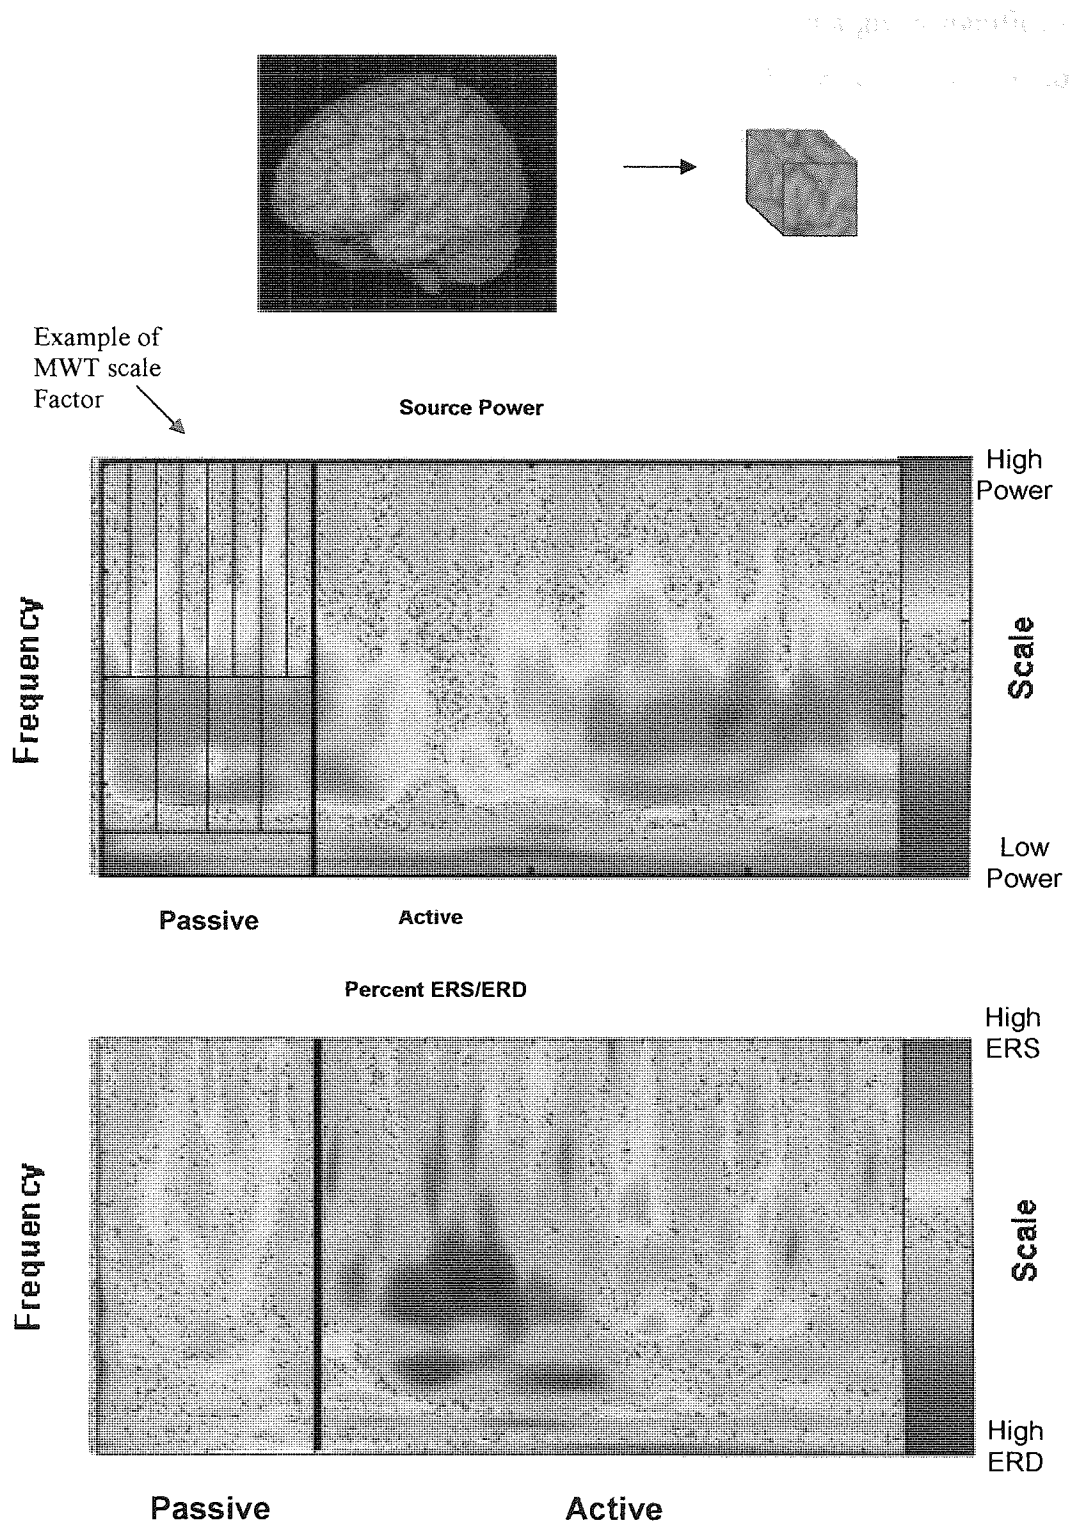 Example of
MWT scale
Factor
Source Power
High
Power
Frequency
Scale
Low
Power
Passive
Active
Percent ERS/ERD
High
ERS
Frequency
Scale
High
ERD
Passive
Active